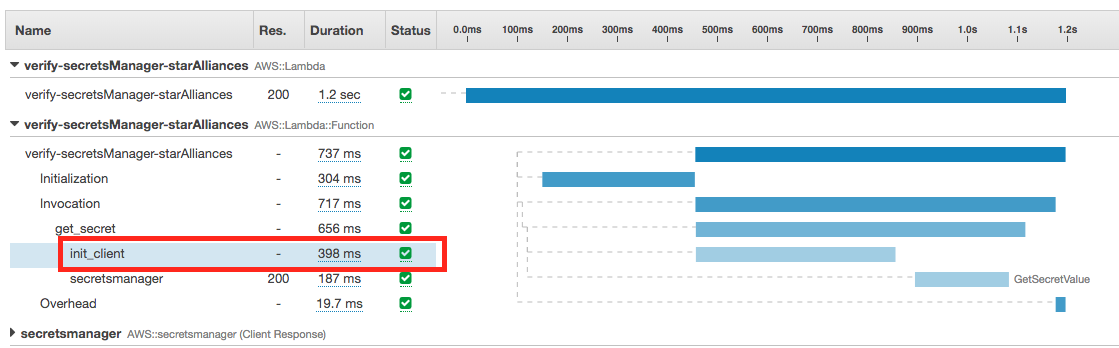 Name Res. Duration Status 0.0ms 100ms 200ms 300ms 400ms 500ms 600ms 700ms 800ms 900ms 1.0s 1.1s 1.2s
verify-secretsManager-starAlliances AWS::Lambda
verify-secretsManager-starAlliances 200 1.2 sec
verify-secretsManager-starAlliances AWS::Lambda::Function
verify-secretsManager-starAlliances - 737 ms
Initialization - 304 ms
Invocation - 717 ms
get_secret - 656 ms
init_client - 398 ms
secretsmanager 200 187 ms GetSecretValue
Overhead - 19.7 ms
secretsmanager AWS::secretsmanager (Client Response)